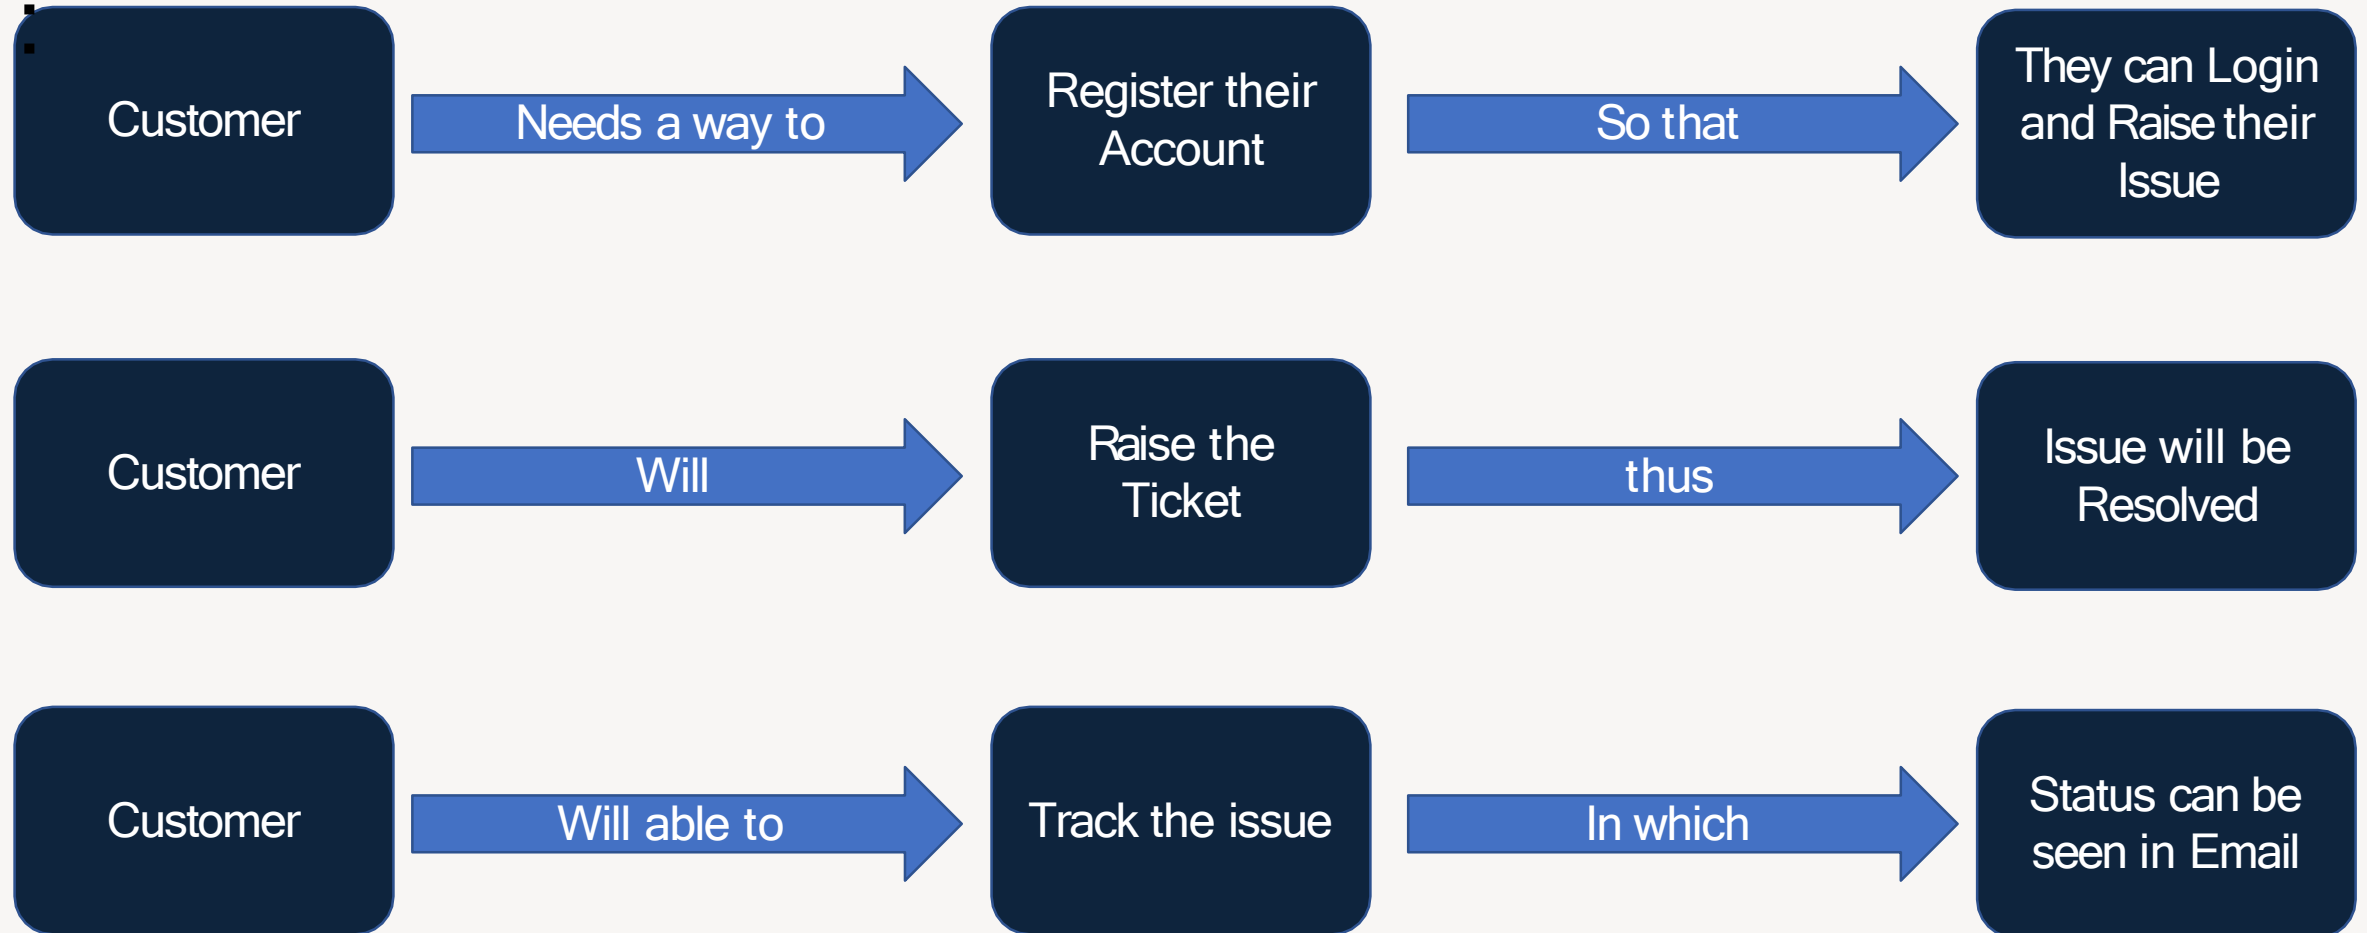 Customer
Needs a way to
Register their
Account
So that
They can Login
and Raise their
Issue
Customer
Will
Raise the
Ticket
thus
Issue will be
Resolved
Customer
Will able to
Track the issue
In which
Status can be
seen in Email